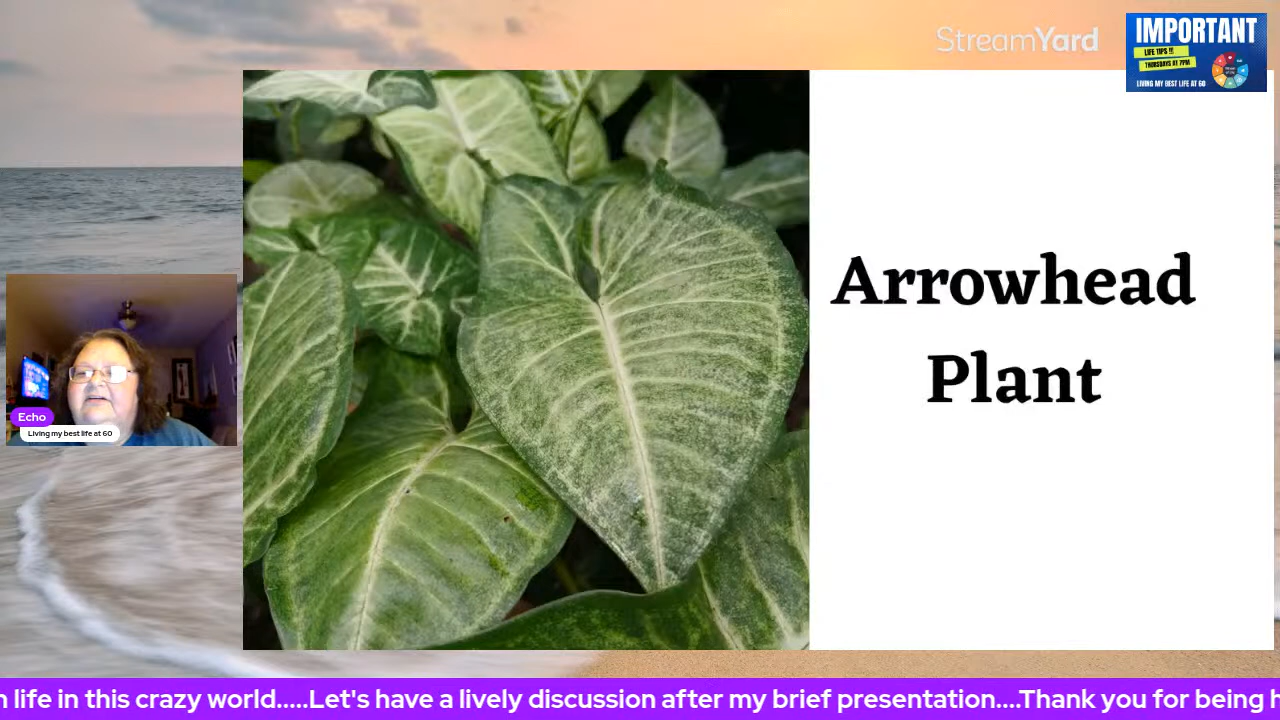 StreamYard
IMPORTANT
LIFE TIPS !!!
THURSDAYS AT 7PM
LIVING MY BEST LIFE AT 60
Arrowhead
Plant
Echo
Living my best life at 60
n life in this crazy world.....Let's have a lively discussion after my brief presentation....Thank you for being h